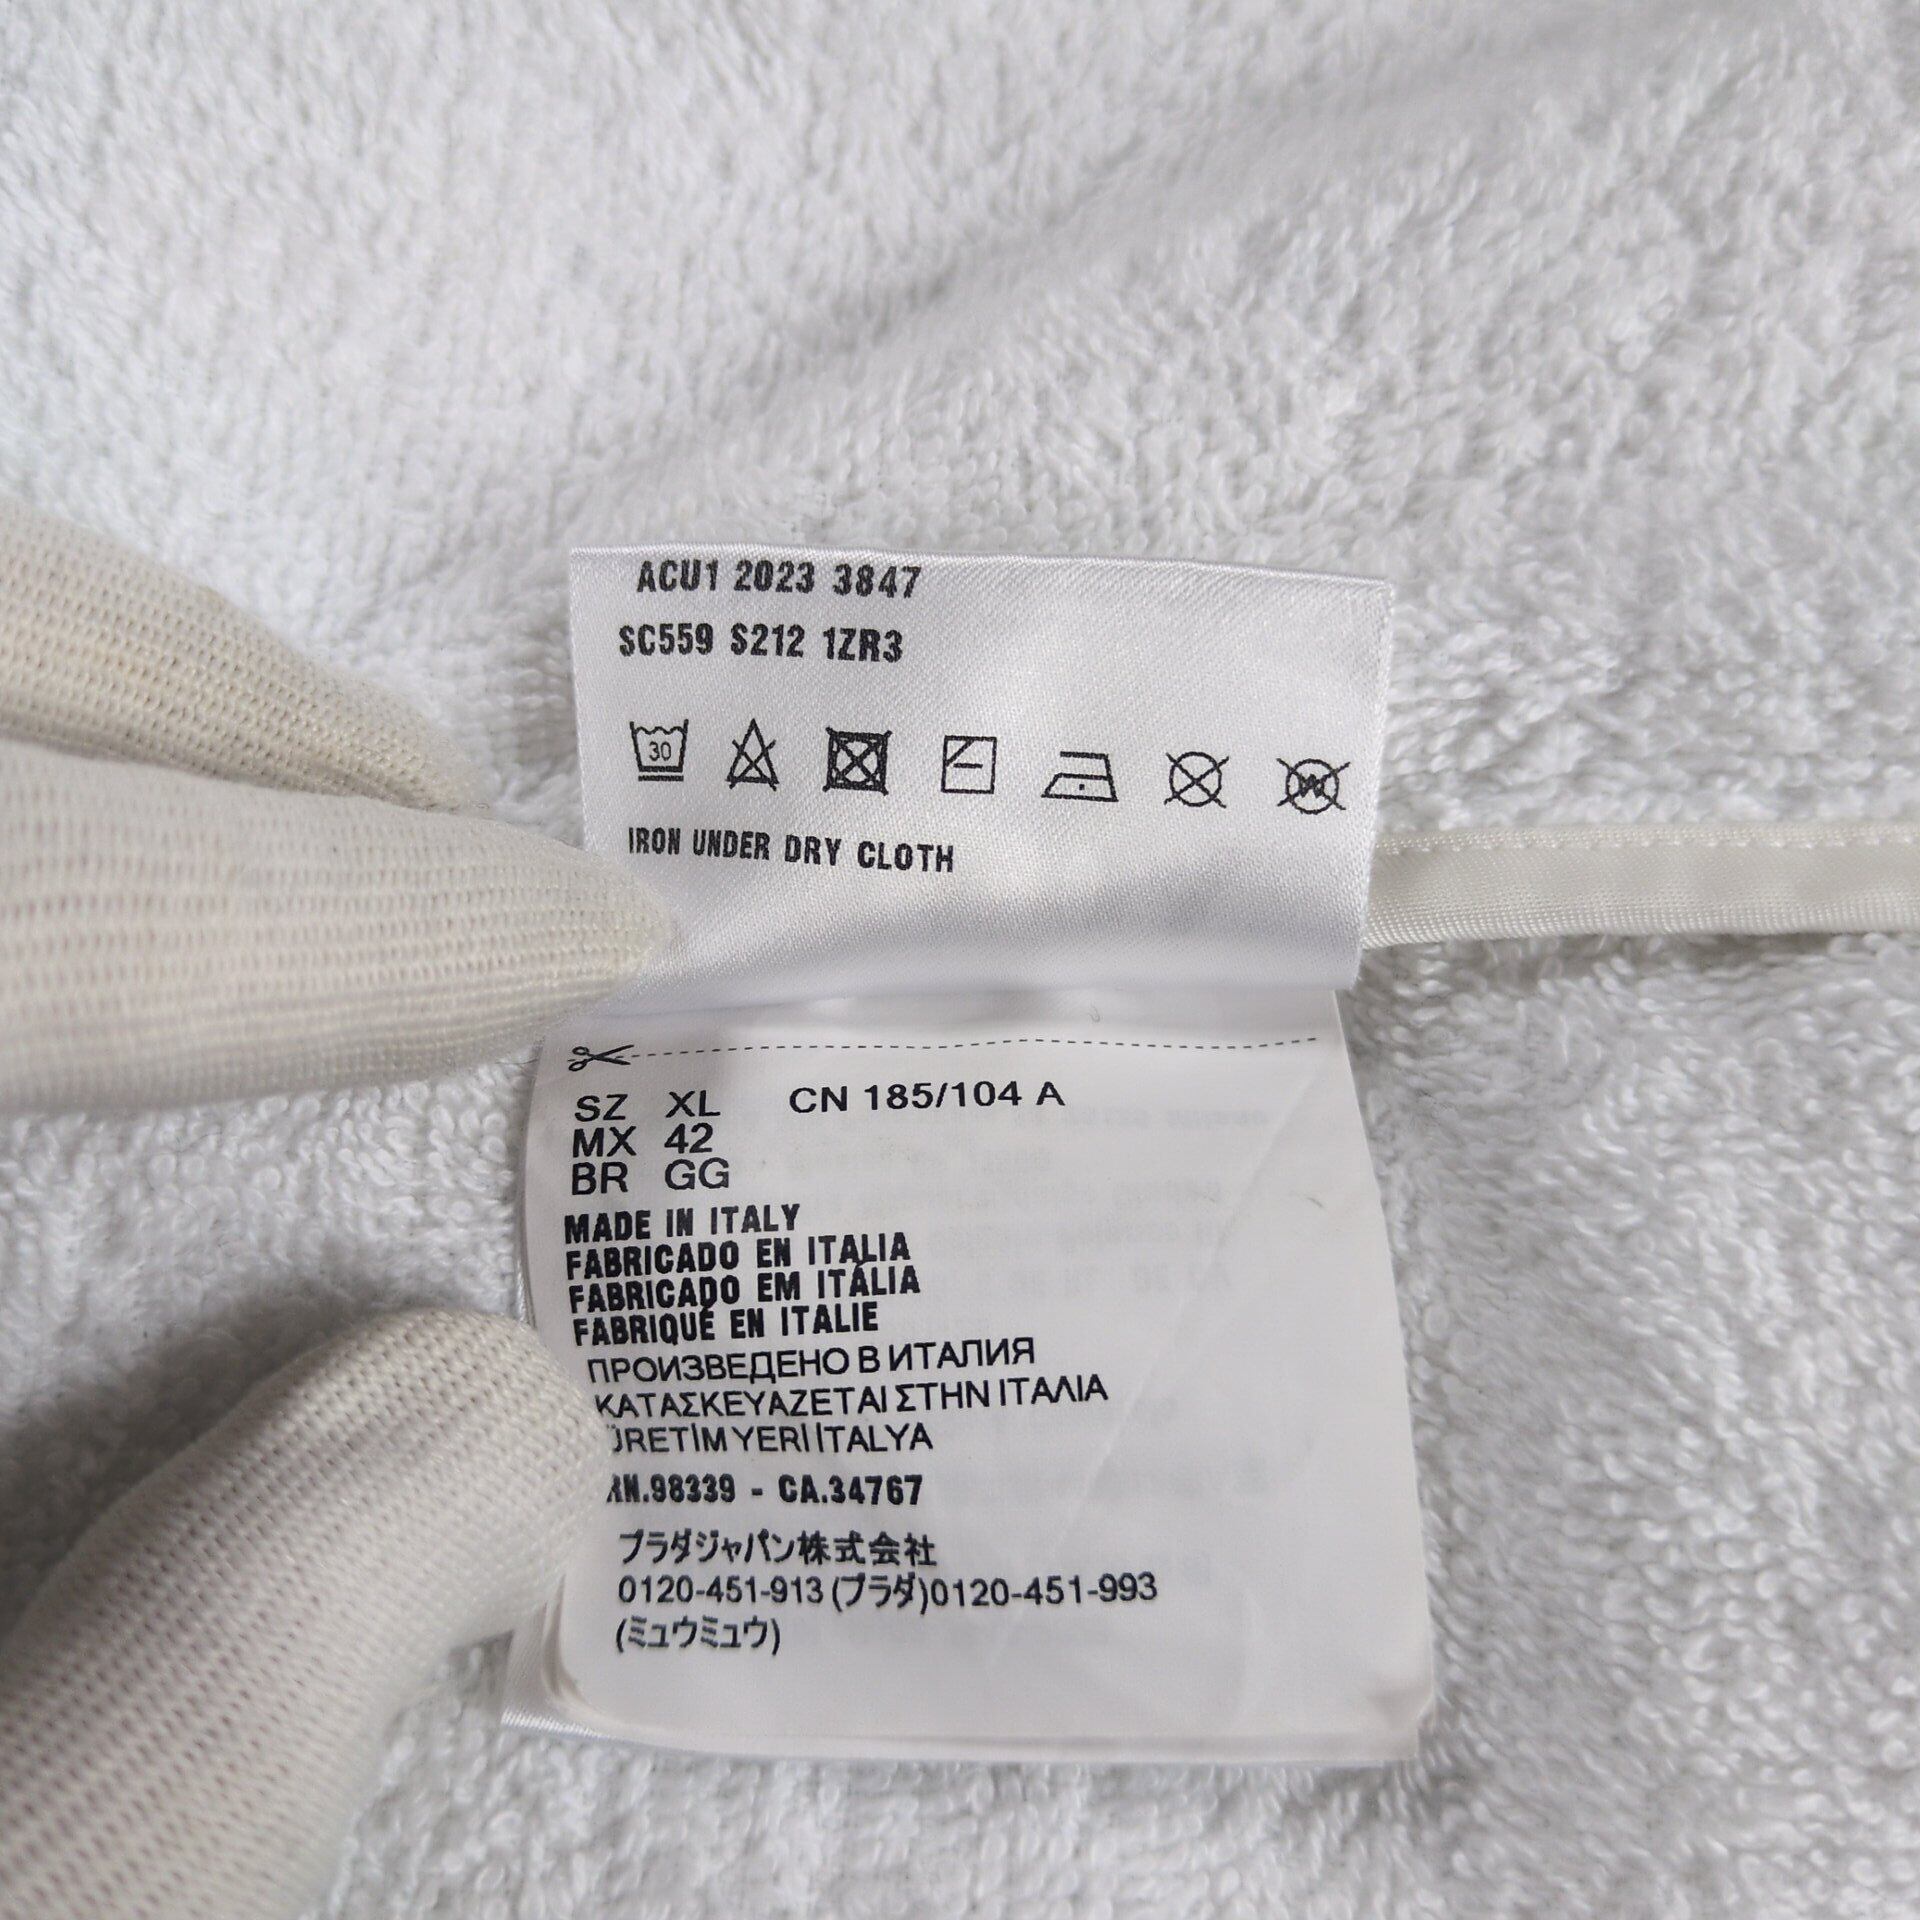 ACU1 2023 3847
SC559 S212 1ZR3
30
W
IRON UNDER DRY CLOTH
SZ XL CN 185/104 A
MX 42
BR GG
MADE IN ITALY
FABRICADO EN ITALIA
FABRICADO EM ITÁLIA
FABRIQUÉ EN ITALIE
ПРОИЗВЕДЕНО В ИТАЛИЯ
ΚΑΤΑΣΚΕΥΑΖΕΤΑΙ ΣΤΗΝ ΙΤΑΛΙΑ
ÜRETİM YERİ İTALYA
RN.98339 - CA.34767
プラダジャパン株式会社
0120-451-913 (プラダ)0120-451-993
(ミュウミュウ)